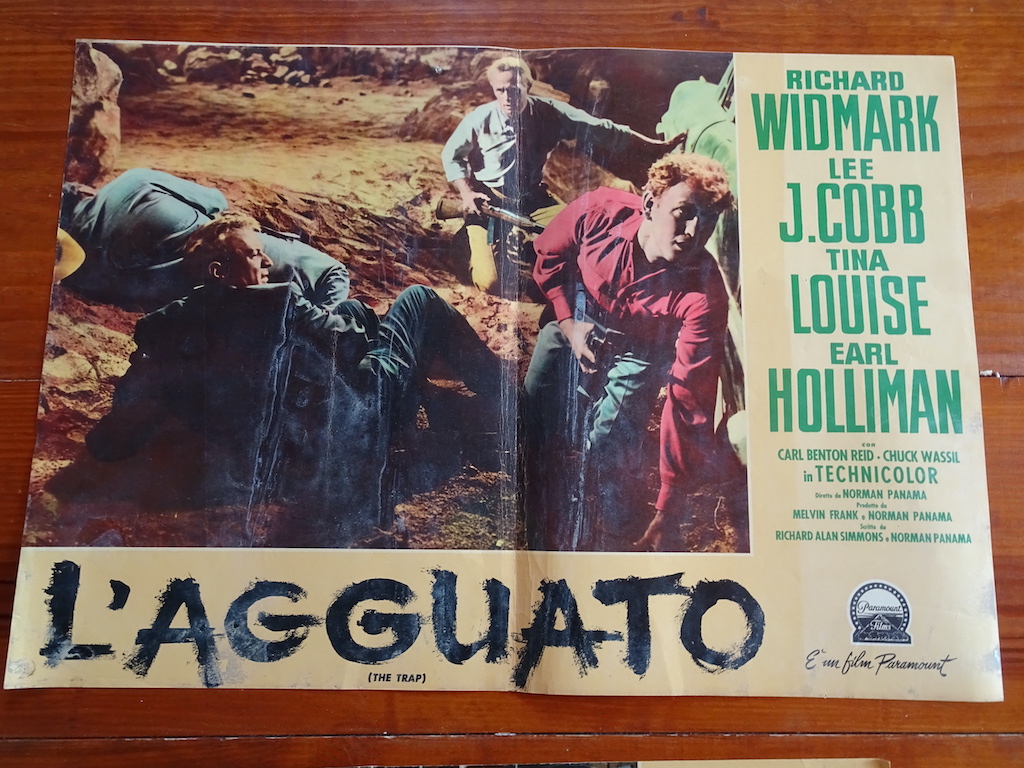 RICHARD
WIDMARK
LEE
J. COBB
TINA
LOUISE
EARL
HOLLIMAN
con
CARL BENTON REID · CHUCK WASSIL
in TECHNICOLOR
Diretto da NORMAN PANAMA
Prodotto da
MELVIN FRANK e NORMAN PANAMA
Scritto da
RICHARD ALAN SIMMONS e NORMAN PANAMA
L'AGGUATO
(THE TRAP)
Paramount
Films
E' un film Paramount